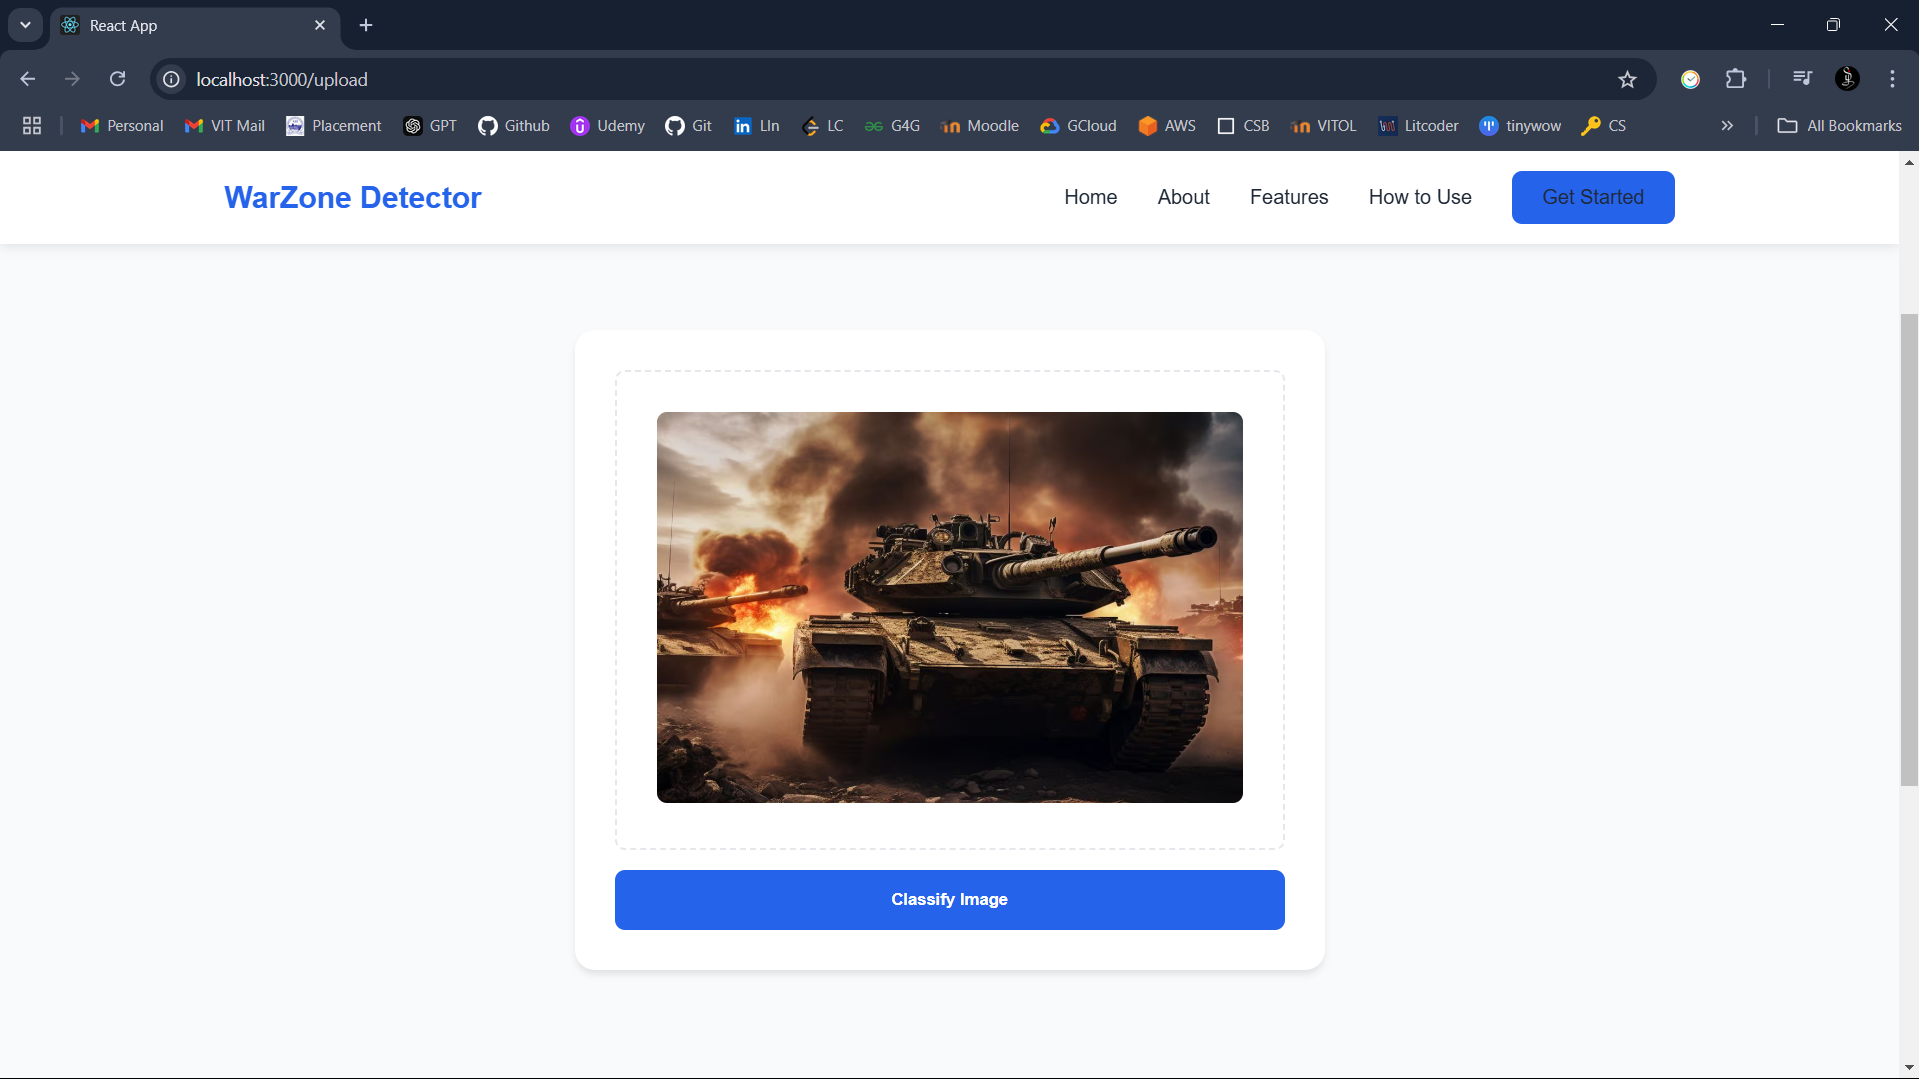 React App
localhost:3000/upload
Personal VIT Mail Placement GPT Github Udemy Git LIn LC G4G Moodle GCloud AWS CSB VITOL Litcoder tinywow CS All Bookmarks
WarZone Detector Home About Features How to Use Get Started
Classify Image